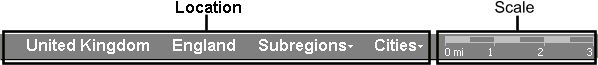 Location Scale
United Kingdom England Subregions Cities
0 mi 1 2 3